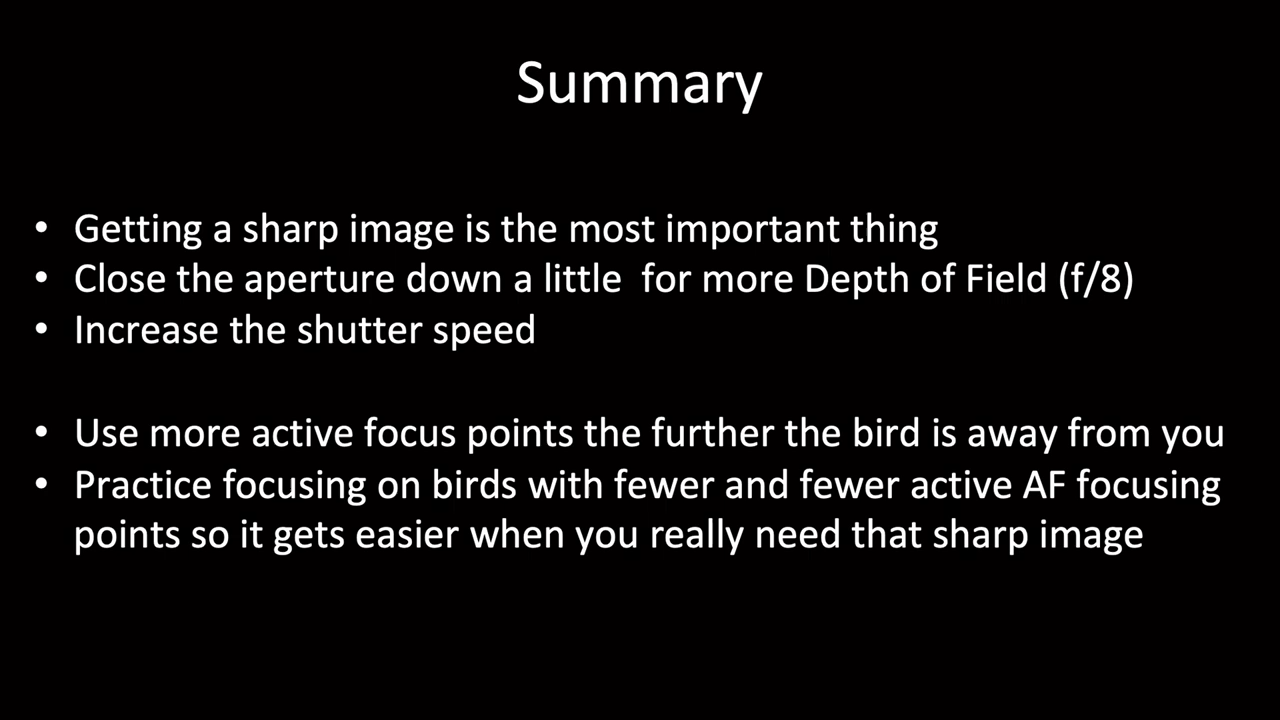 Summary
• Getting a sharp image is the most important thing
• Close the aperture down a little  for more Depth of Field (f/8)
• Increase the shutter speed
• Use more active focus points the further the bird is away from you
• Practice focusing on birds with fewer and fewer active AF focusing
points so it gets easier when you really need that sharp image